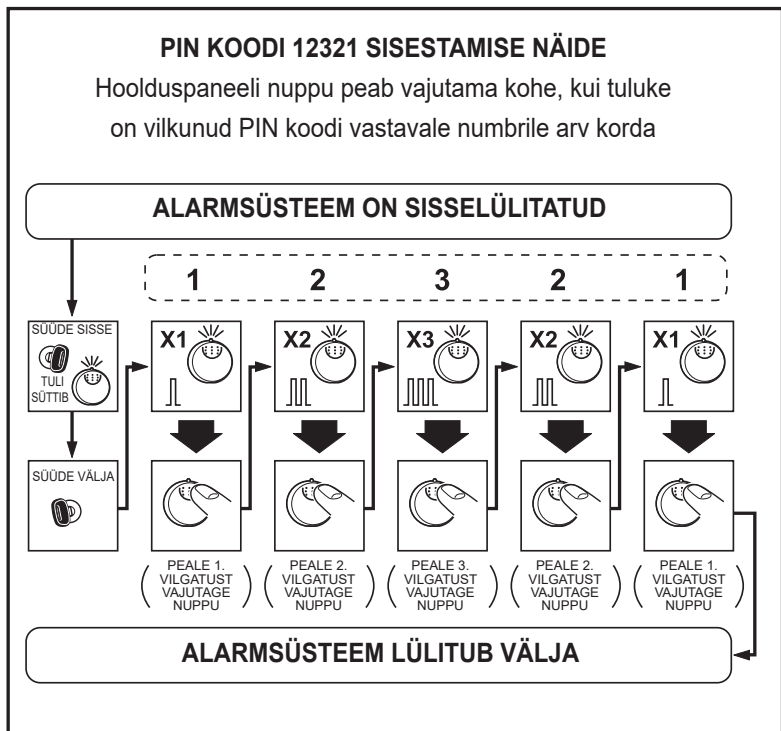 PIN KOODI 12321 SISESTAMISE NÄIDE
Hoolduspaneeli nuppu peab vajutama kohe, kui tuluke
on vilkunud PIN koodi vastavale numbrile arv korda
ALARMSÜSTEEM ON SISSELÜLITATUD
1 2 3 2 1
SÜÜDE SISSE
TULI
SÜTTIB
X1
X2
X3
X2
X1
SÜÜDE VÄLJA
PEALE 1.
VILGATUST
VAJUTAGE
NUPPU
PEALE 2.
VILGATUST
VAJUTAGE
NUPPU
PEALE 3.
VILGATUST
VAJUTAGE
NUPPU
PEALE 2.
VILGATUST
VAJUTAGE
NUPPU
PEALE 1.
VILGATUST
VAJUTAGE
NUPPU
ALARMSÜSTEEM LÜLITUB VÄLJA